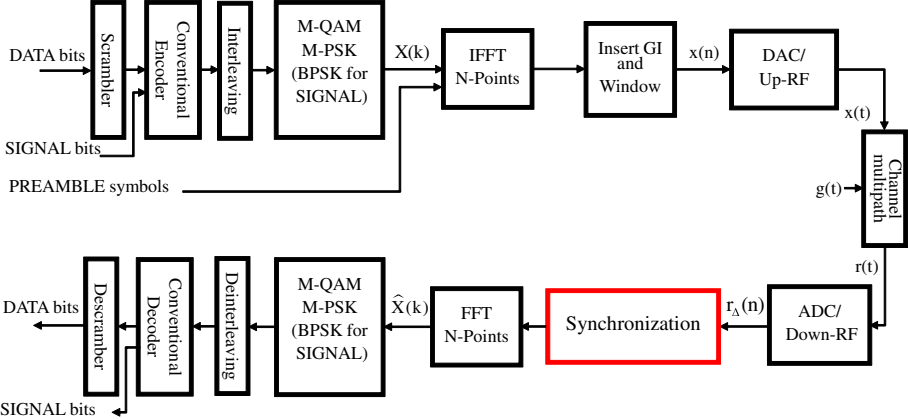 DATA bits
Scrambler
Conventional
Encoder
Interleaving
M-QAM
M-PSK
(BPSK for
SIGNAL)
X(k)
IFFT
N-Points
Insert GI
and
Window
x(n)
DAC/
Up-RF
x(t)
SIGNAL bits
PREAMBLE symbols
g(t)
Channel
multipath
r(t)
DATA bits
Descramber
Conventional
Decoder
Deinterleaving
M-QAM
M-PSK
(BPSK for
SIGNAL)
X̂(k)
FFT
N-Points
Synchronization
r_Δ(n)
ADC/
Down-RF
SIGNAL bits